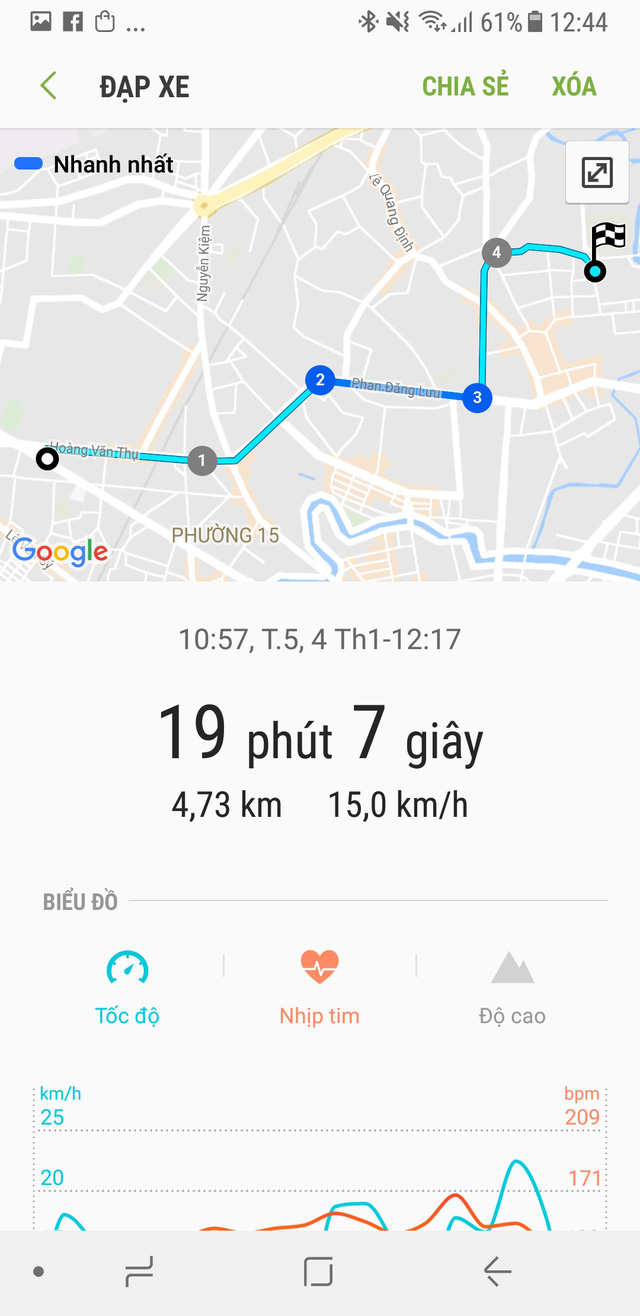 ... 61% 12:44
ĐẠP XE CHIA SẺ XÓA
Nhanh nhất
Lê Quang Định
Nguyễn Kiệm
4
2
Phan Đăng Lưu
3
Hoàng Văn Thụ
1
PHƯỜNG 15
Google
10:57, T.5, 4 Th1-12:17
19 phút 7 giây
4,73 km 15,0 km/h
BIỂU ĐỒ
Tốc độ Nhịp tim Độ cao
km/h bpm
25 209
20 171